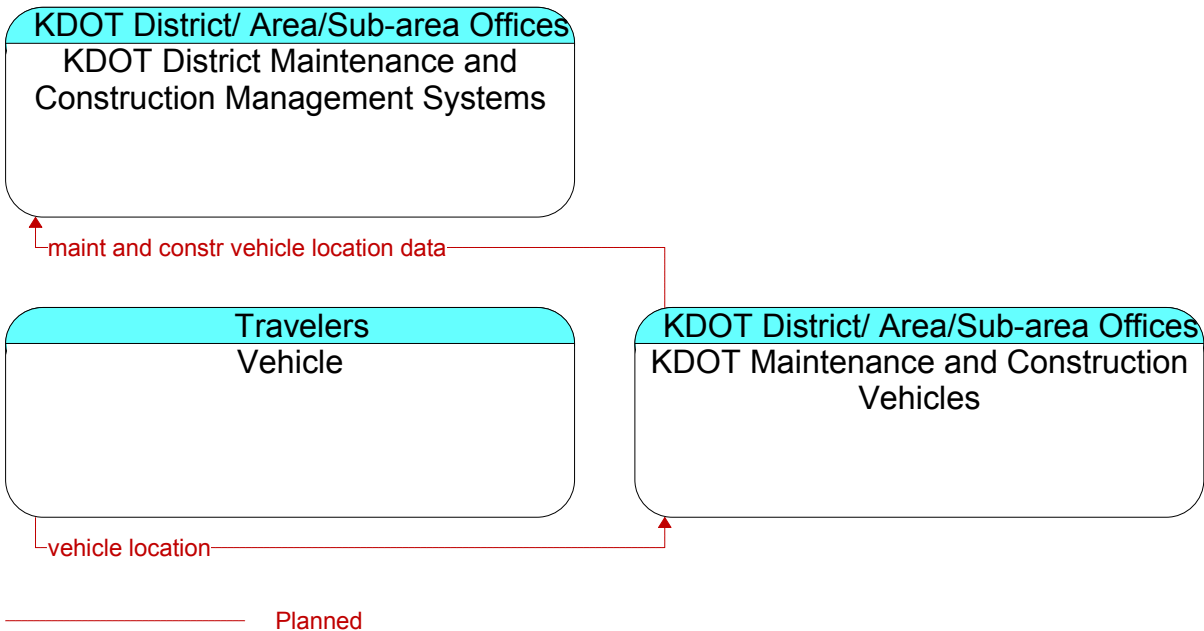 KDOT District/ Area/Sub-area Offices
KDOT District Maintenance and
Construction Management Systems
maint and constr vehicle location data
Travelers
Vehicle
KDOT District/ Area/Sub-area Offices
KDOT Maintenance and Construction
Vehicles
vehicle location
Planned